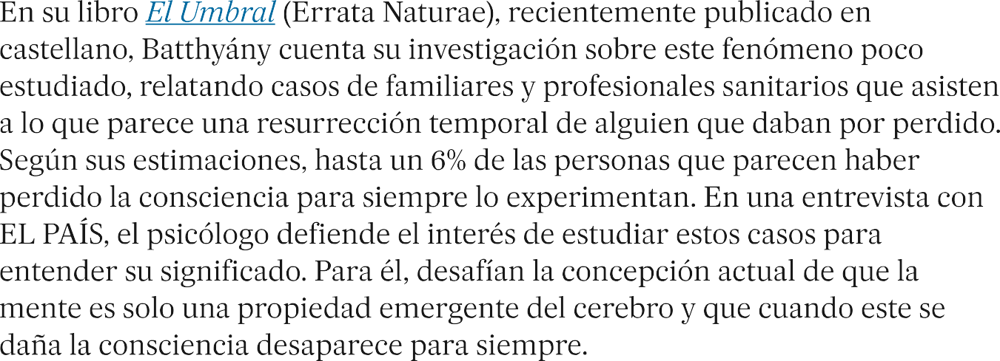 En su libro El Umbral (Errata Naturae), recientemente publicado en
castellano, Batthyány cuenta su investigación sobre este fenómeno poco
estudiado, relatando casos de familiares y profesionales sanitarios que asisten
a lo que parece una resurrección temporal de alguien que daban por perdido.
Según sus estimaciones, hasta un 6% de las personas que parecen haber
perdido la consciencia para siempre lo experimentan. En una entrevista con
EL PAÍS, el psicólogo defiende el interés de estudiar estos casos para
entender su significado. Para él, desafían la concepción actual de que la
mente es solo una propiedad emergente del cerebro y que cuando este se
daña la consciencia desaparece para siempre.